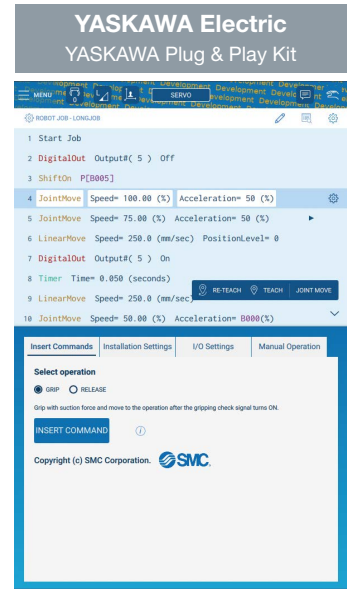 YASKAWA Electric
YASKAWA Plug & Play Kit
MENU
0
SERVO
ROBOT JOB - LONGJOB
1 Start Job
2 DigitalOut Output#( 5 ) Off
3 ShiftOn P[B005]
4 JointMove Speed= 100.00 (%) Acceleration= 50 (%)
5 JointMove Speed= 75.00 (%) Acceleration= 50 (%)
6 LinearMove Speed= 250.0 (mm/sec) PositionLevel= 0
7 DigitalOut Output#( 5 ) On
8 Timer Time= 0.050 (seconds)
RE-TEACH TEACH JOINT MOVE
9 LinearMove Speed= 250.0 (mm/sec)
10 JointMove Speed= 50.00 (%) Acceleration= B000(%)
Insert Commands Installation Settings I/O Settings Manual Operation
Select operation
GRIP RELEASE
Grip with suction force and move to the operation after the gripping check signal turns ON.
INSERT COMMAND
Copyright (c) SMC Corporation. SMC.